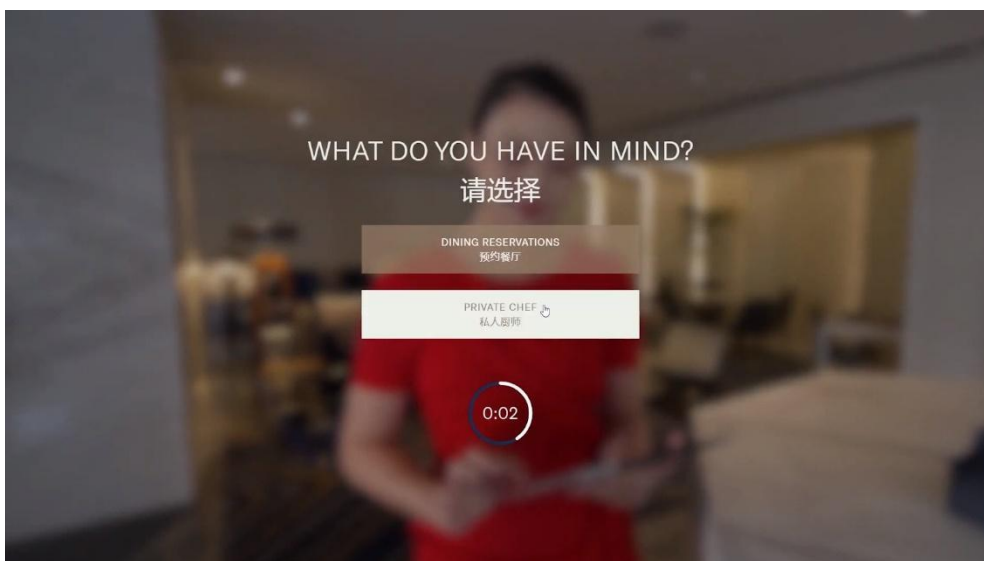 WHAT DO YOU HAVE IN MIND?
请选择
DINING RESERVATIONS
预约餐厅
PRIVATE CHEF
私人厨师
0:02